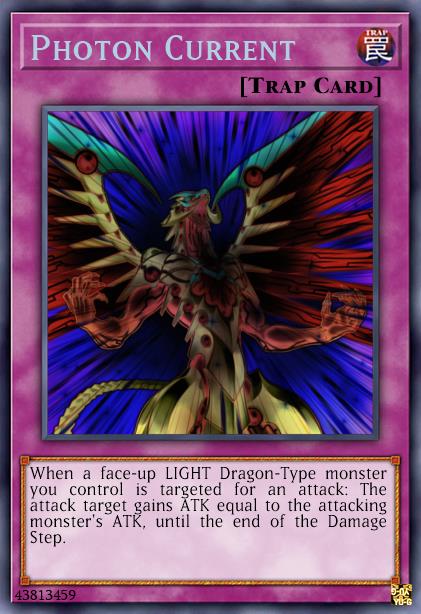 PHOTON CURRENT
TRAP
罠
[TRAP CARD]
When a face-up LIGHT Dragon-Type monster
you control is targeted for an attack: The
attack target gains ATK equal to the attacking
monster's ATK, until the end of the Damage
Step.
43813459